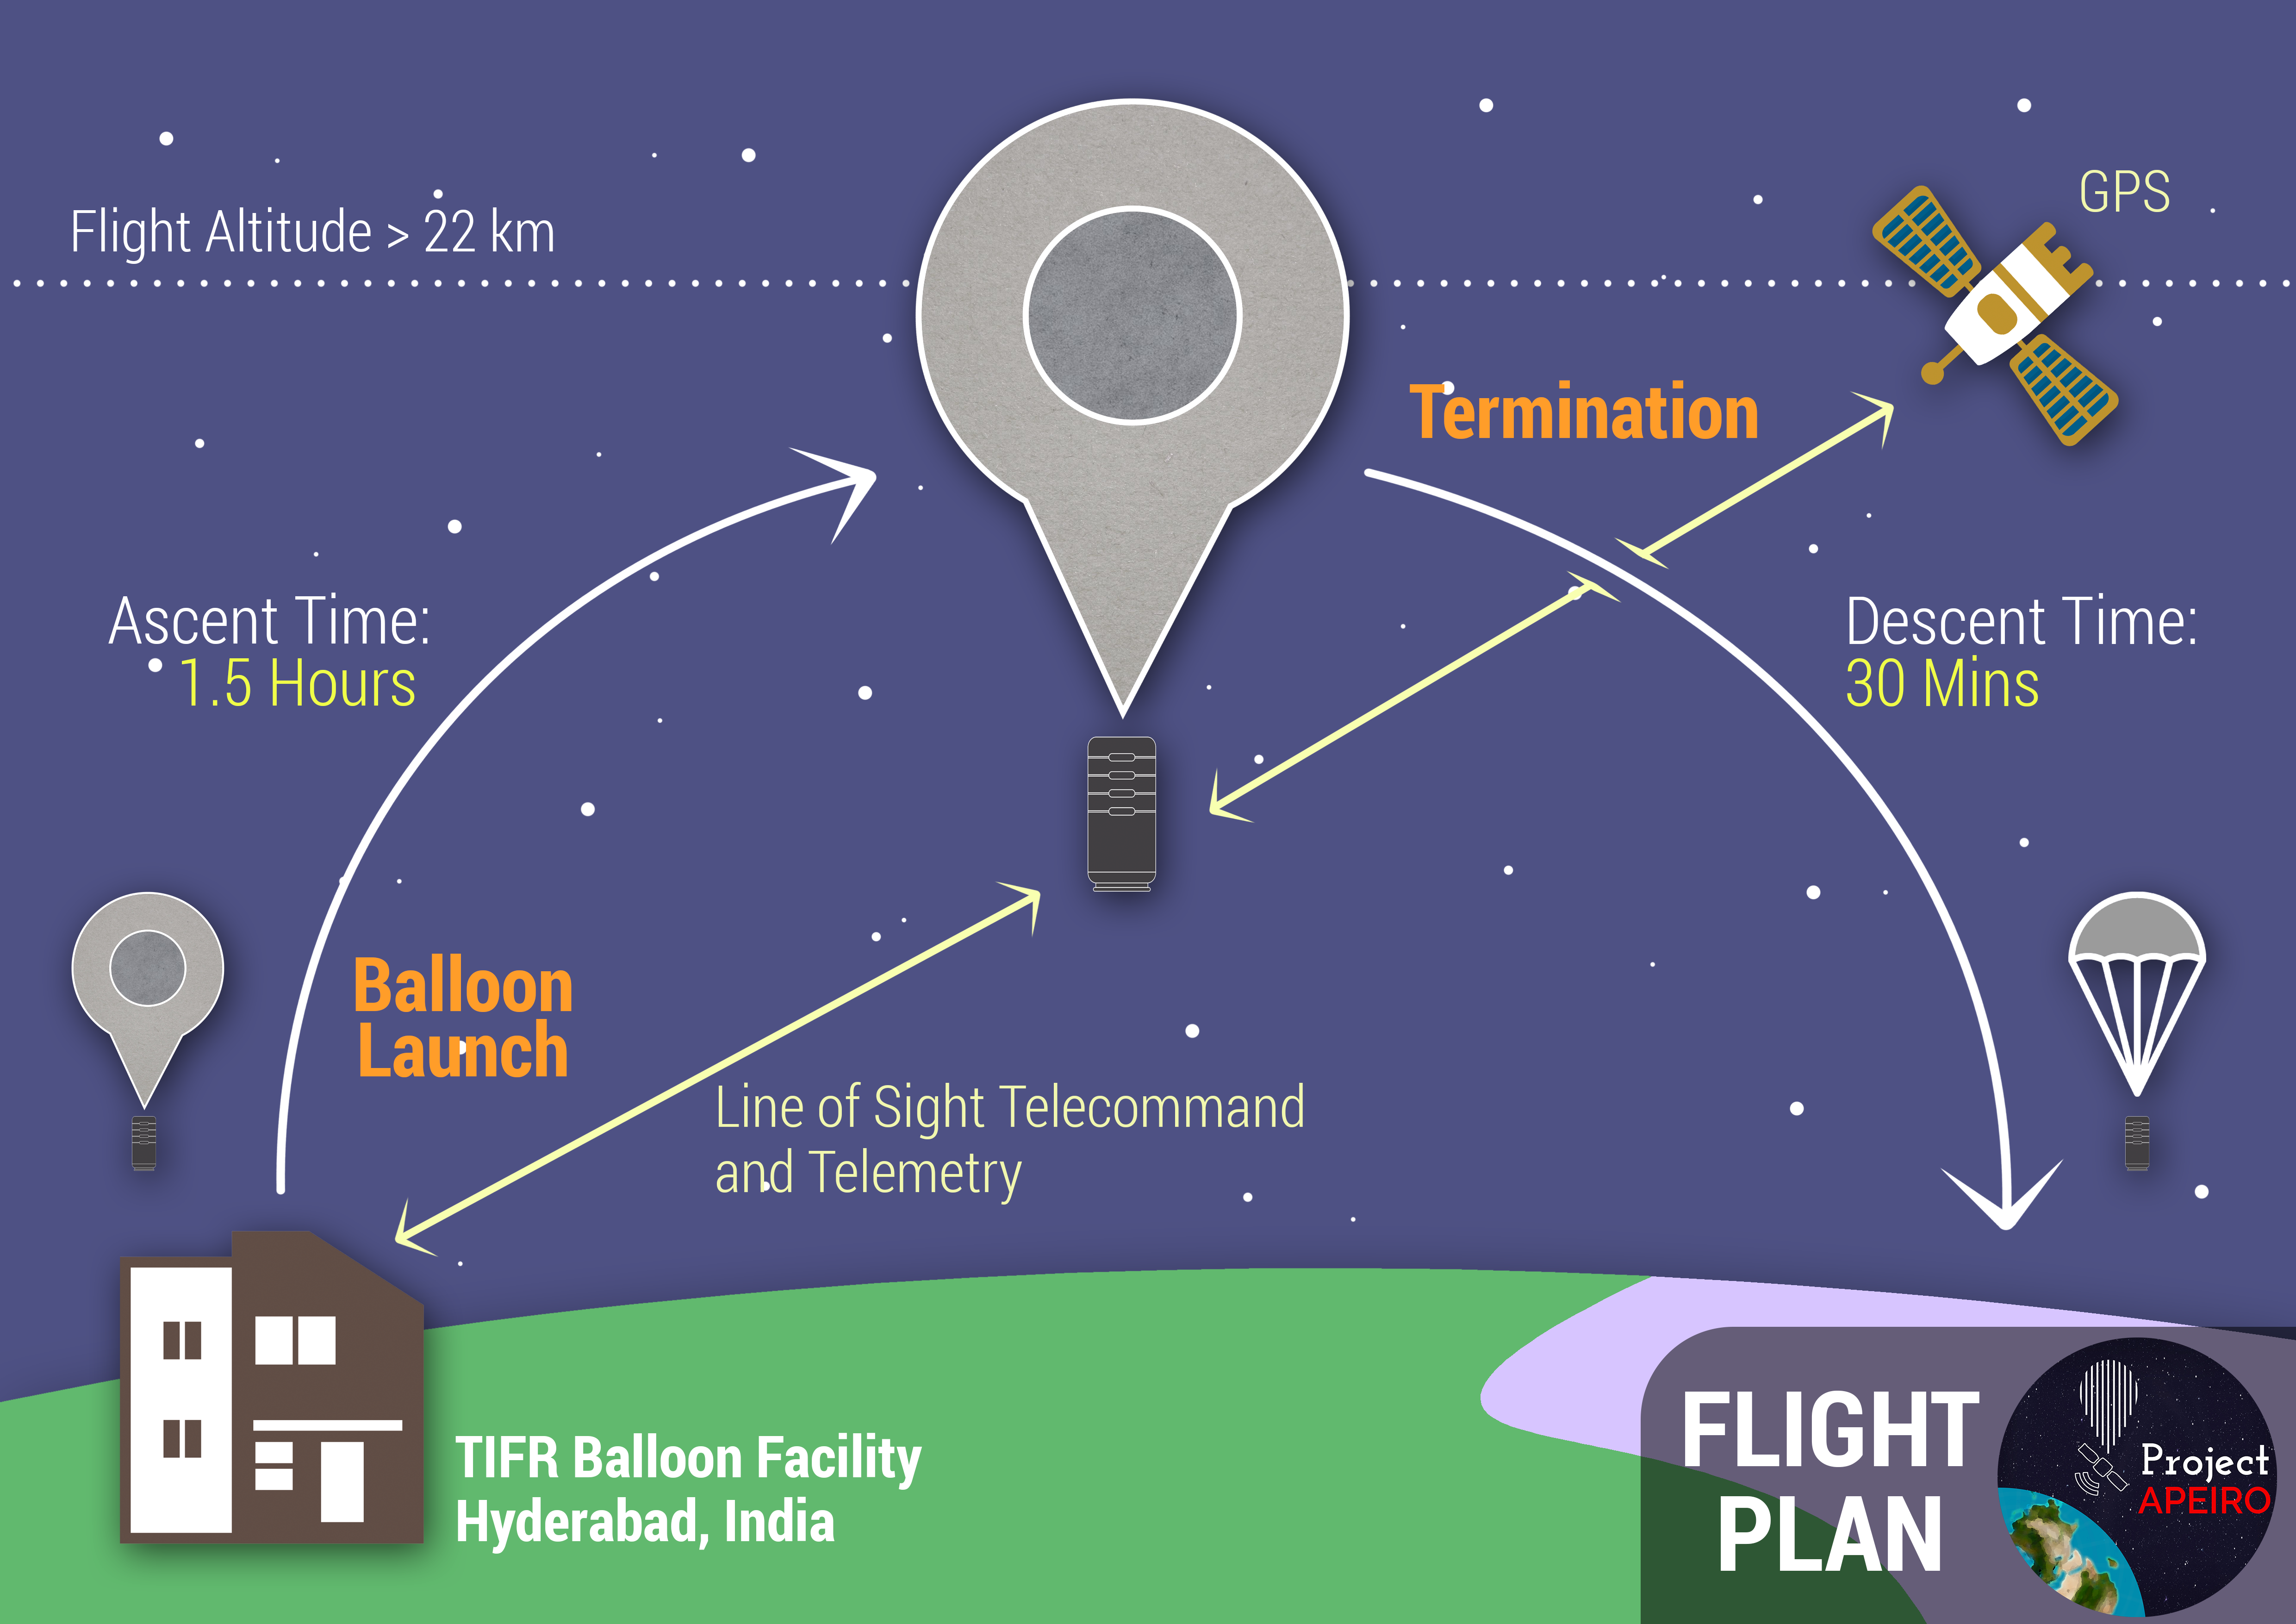 GPS
Flight Altitude > 22 km
Termination
Ascent Time:
1.5 Hours
Descent Time:
30 Mins
Balloon
Launch
Line of Sight Telecommand
and Telemetry
TIFR Balloon Facility
Hyderabad, India
FLIGHT
PLAN
Project
APEIRO